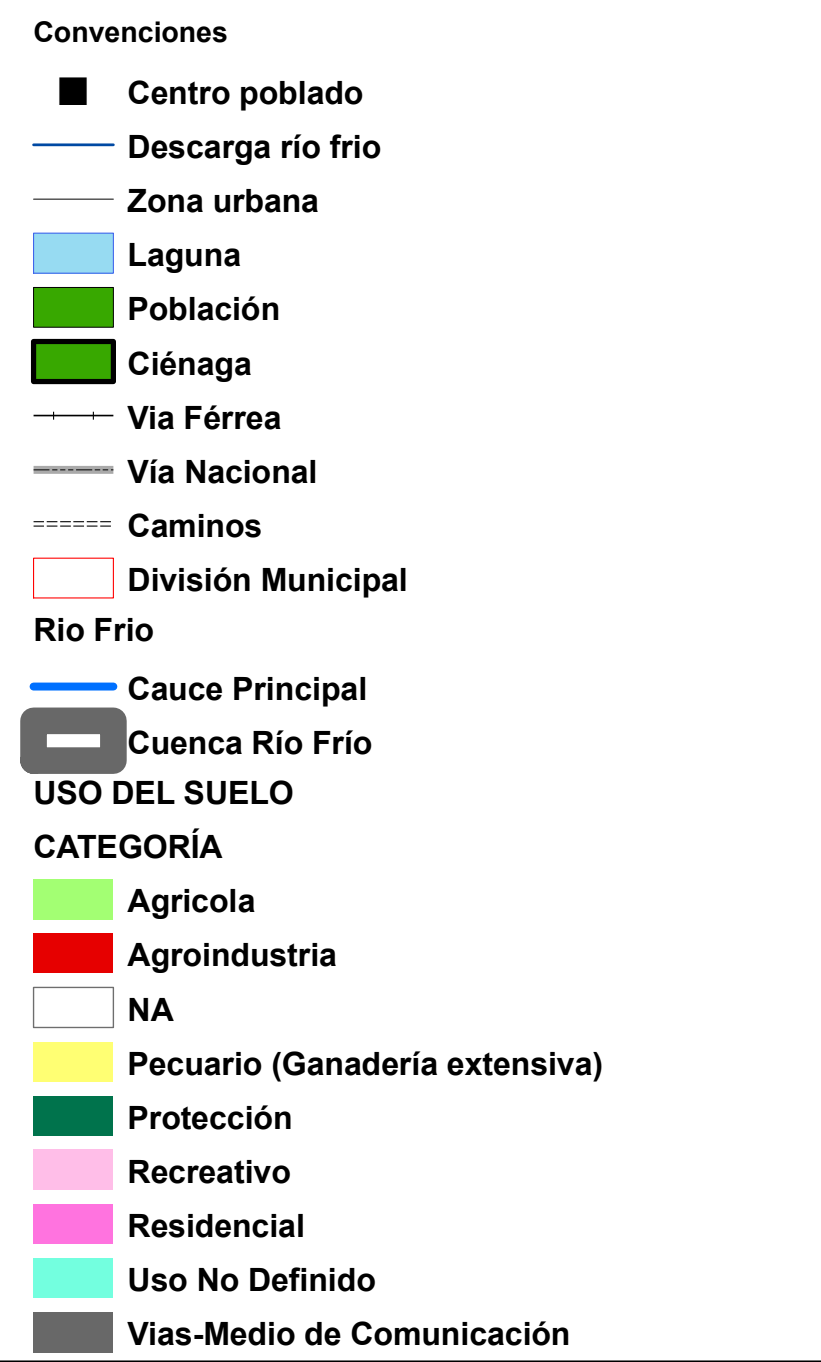 Convenciones
Centro poblado
Descarga río frio
Zona urbana
Laguna
Población
Ciénaga
Via Férrea
Vía Nacional
Caminos
División Municipal
Rio Frio
Cauce Principal
Cuenca Río Frío
USO DEL SUELO
CATEGORÍA
Agricola
Agroindustria
NA
Pecuario (Ganadería extensiva)
Protección
Recreativo
Residencial
Uso No Definido
Vias-Medio de Comunicación